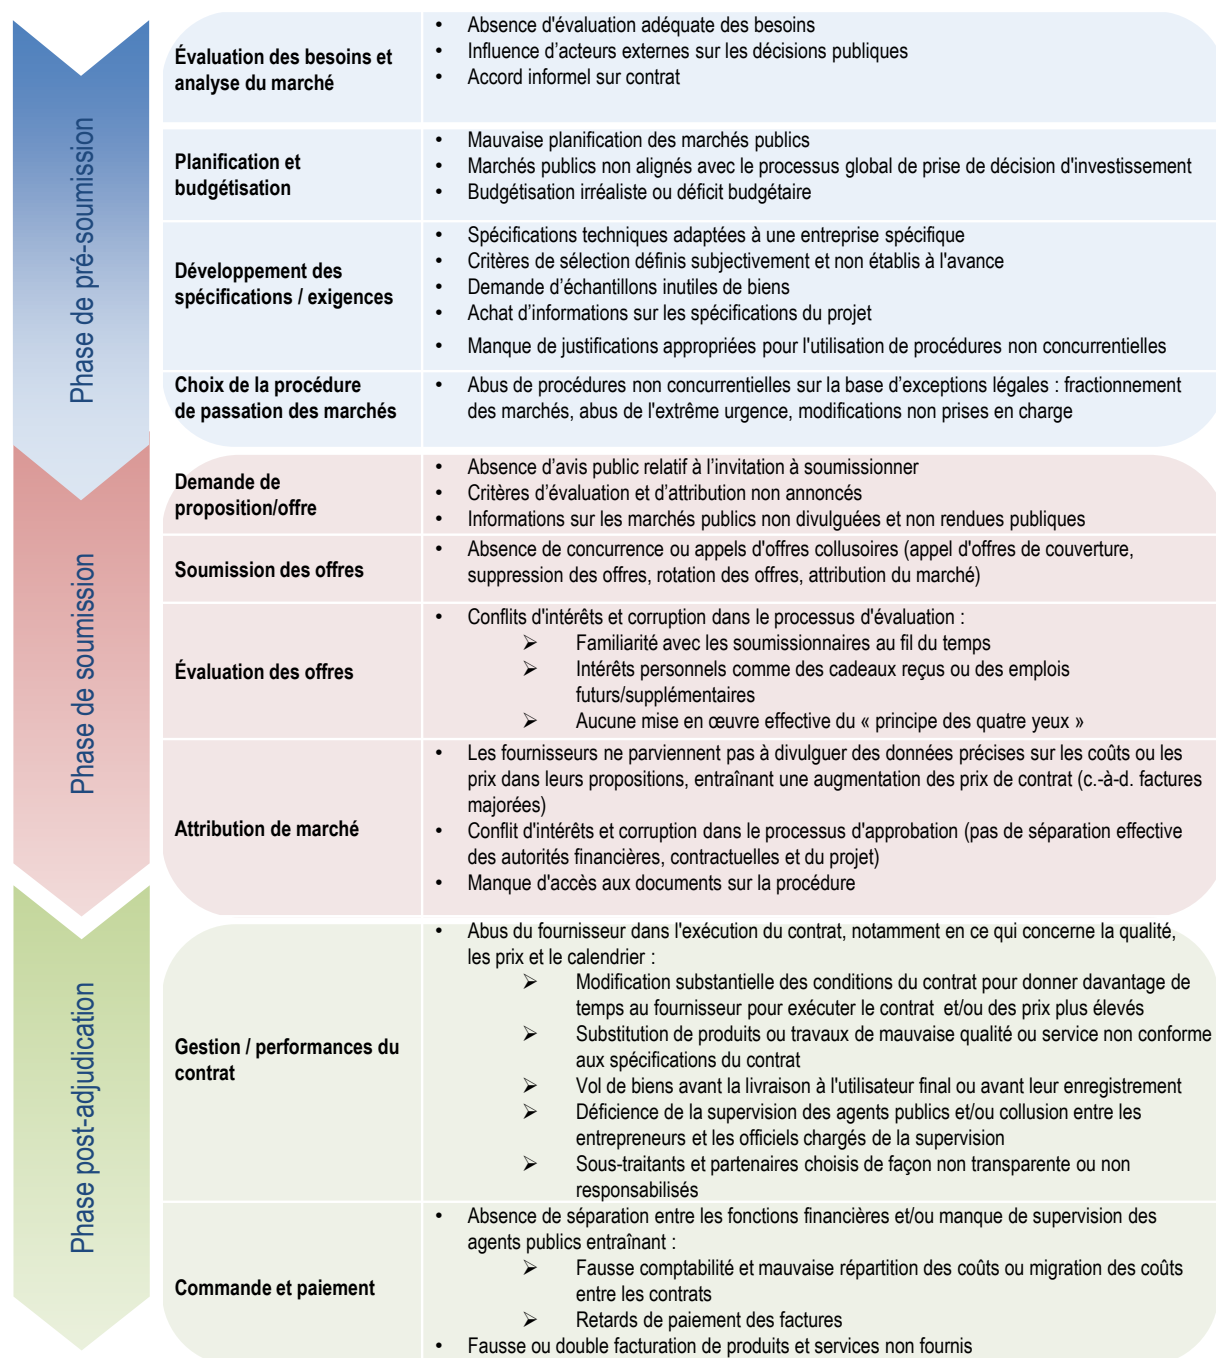 Phase de pré-soumission
Évaluation des besoins et
analyse du marché
• Absence d'évaluation adéquate des besoins
• Influence d’acteurs externes sur les décisions publiques
• Accord informel sur contrat
Planification et
budgétisation
• Mauvaise planification des marchés publics
• Marchés publics non alignés avec le processus global de prise de décision d'investissement
• Budgétisation irréaliste ou déficit budgétaire
Développement des
spécifications / exigences
• Spécifications techniques adaptées à une entreprise spécifique
• Critères de sélection définis subjectivement et non établis à l'avance
• Demande d’échantillons inutiles de biens
• Achat d’informations sur les spécifications du projet
• Manque de justifications appropriées pour l'utilisation de procédures non concurrentielles
Choix de la procédure
de passation des marchés
• Abus de procédures non concurrentielles sur la base d’exceptions légales : fractionnement
des marchés, abus de l'extrême urgence, modifications non prises en charge
Phase de soumission
Demande de
proposition/offre
• Absence d’avis public relatif à l’invitation à soumissionner
• Critères d’évaluation et d’attribution non annoncés
• Informations sur les marchés publics non divulguées et non rendues publiques
Soumission des offres
• Absence de concurrence ou appels d'offres collusoires (appel d'offres de couverture,
suppression des offres, rotation des offres, attribution du marché)
Évaluation des offres
• Conflits d'intérêts et corruption dans le processus d'évaluation :
➢ Familiarité avec les soumissionnaires au fil du temps
➢ Intérêts personnels comme des cadeaux reçus ou des emplois
futurs/supplémentaires
➢ Aucune mise en œuvre effective du « principe des quatre yeux »
Attribution de marché
• Les fournisseurs ne parviennent pas à divulguer des données précises sur les coûts ou les
prix dans leurs propositions, entraînant une augmentation des prix de contrat (c.-à-d. factures
majorées)
• Conflit d'intérêts et corruption dans le processus d'approbation (pas de séparation effective
des autorités financières, contractuelles et du projet)
• Manque d'accès aux documents sur la procédure
Phase post-adjudication
Gestion / performances du
contrat
• Abus du fournisseur dans l'exécution du contrat, notamment en ce qui concerne la qualité,
les prix et le calendrier :
➢ Modification substantielle des conditions du contrat pour donner davantage de
temps au fournisseur pour exécuter le contrat et/ou des prix plus élevés
➢ Substitution de produits ou travaux de mauvaise qualité ou service non conforme
aux spécifications du contrat
➢ Vol de biens avant la livraison à l'utilisateur final ou avant leur enregistrement
➢ Déficience de la supervision des agents publics et/ou collusion entre les
entrepreneurs et les officiels chargés de la supervision
➢ Sous-traitants et partenaires choisis de façon non transparente ou non
responsabilisés
Commande et paiement
• Absence de séparation entre les fonctions financières et/ou manque de supervision des
agents publics entraînant :
➢ Fausse comptabilité et mauvaise répartition des coûts ou migration des coûts
entre les contrats
➢ Retards de paiement des factures
• Fausse ou double facturation de produits et services non fournis